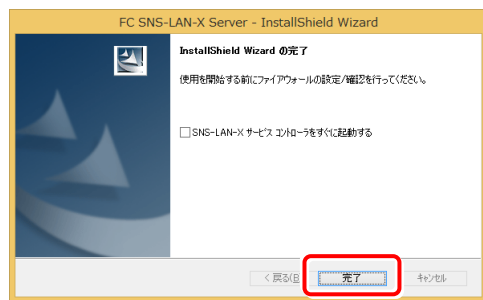 FC SNS-LAN-X Server - InstallShield Wizard
InstallShield Wizard の完了
使用を開始する前にファイアウォールの設定/確認を行ってください。
SNS-LAN-X サービス コントローラをすぐに起動する
< 戻る(B
完了
キャンセル